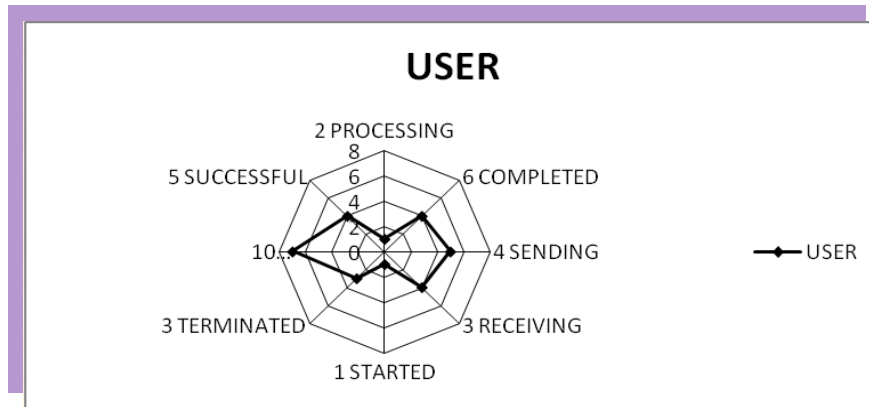 USER
2 PROCESSING
8
5 SUCCESSFUL
6
6 COMPLETED
4
2
10...
0
4 SENDING
USER
3 TERMINATED
3 RECEIVING
1 STARTED